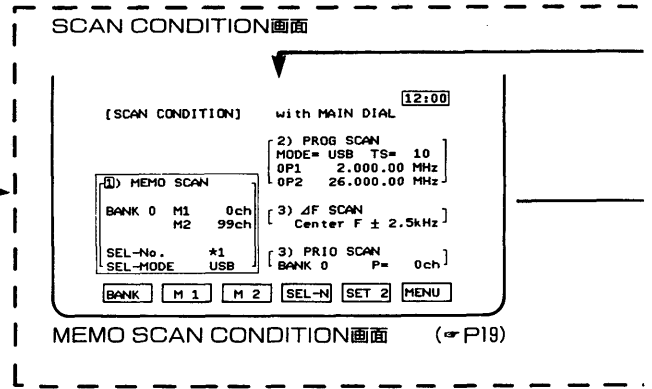 SCAN CONDITION画面
12:00
[SCAN CONDITION] with MAIN DIAL
2) PROG SCAN
MODE= USB TS= 10
0P1 2.000.00 MHz
0P2 26.000.00 MHz
1) MEMO SCAN
BANK 0 M1 0ch
M2 99ch
SEL-No. *1
SEL-MODE USB
3) ⊿F SCAN
Center F ± 2.5kHz
3) PRIO SCAN
BANK 0 P= 0ch
BANK M 1 M 2 SEL-N SET 2 MENU
MEMO SCAN CONDITION画面 (☞P19)